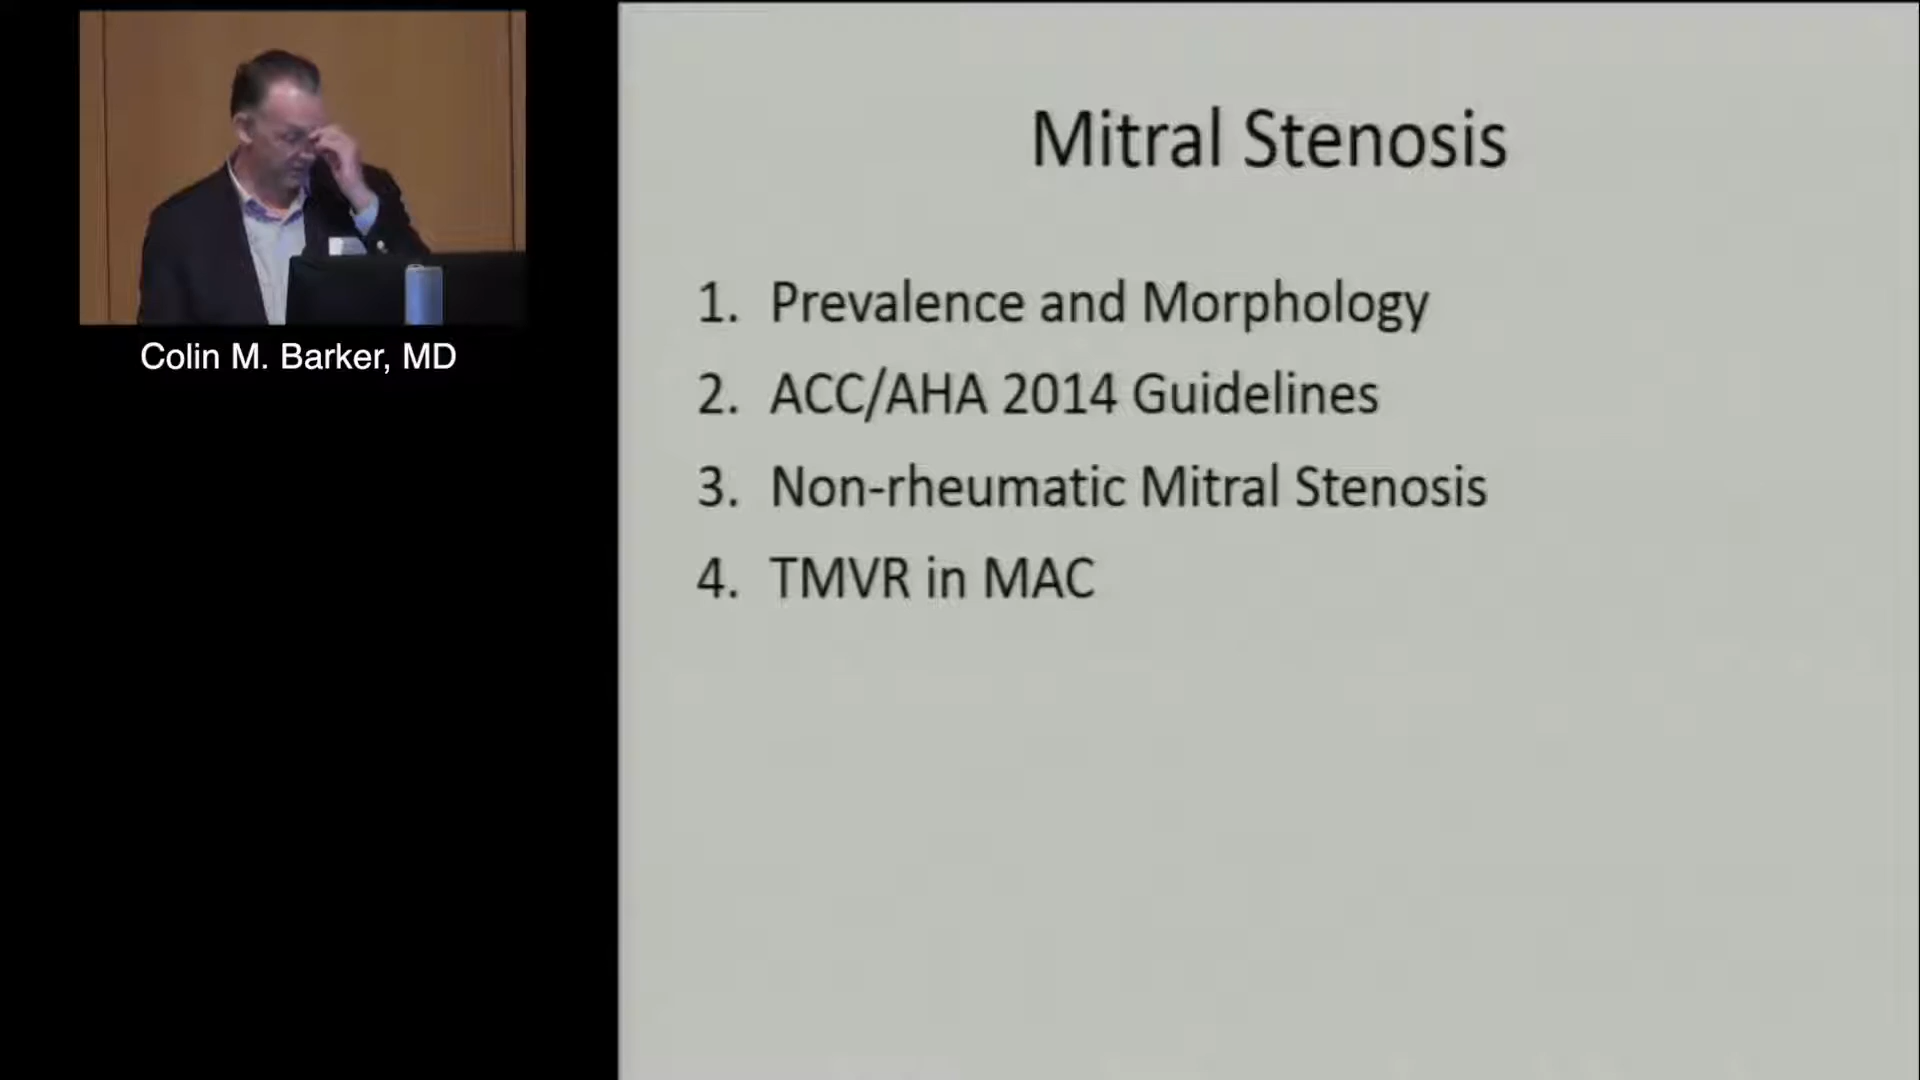 Colin M. Barker, MD
Mitral Stenosis
1. Prevalence and Morphology
2. ACC/AHA 2014 Guidelines
3. Non-rheumatic Mitral Stenosis
4. TMVR in MAC